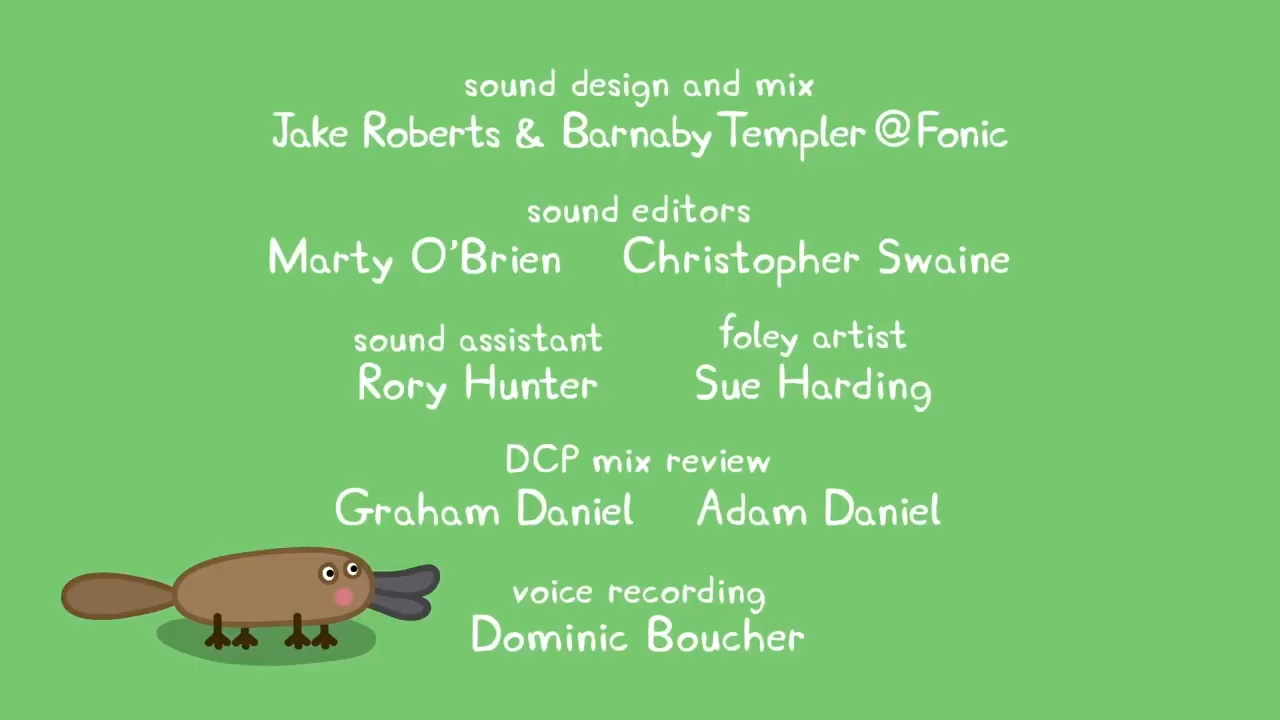 sound design and mix
Jake Roberts & Barnaby Templer @Fonic
sound editors
Marty O'Brien Christopher Swaine
sound assistant foley artist
Rory Hunter Sue Harding
DCP mix review
Graham Daniel Adam Daniel
voice recording
Dominic Boucher